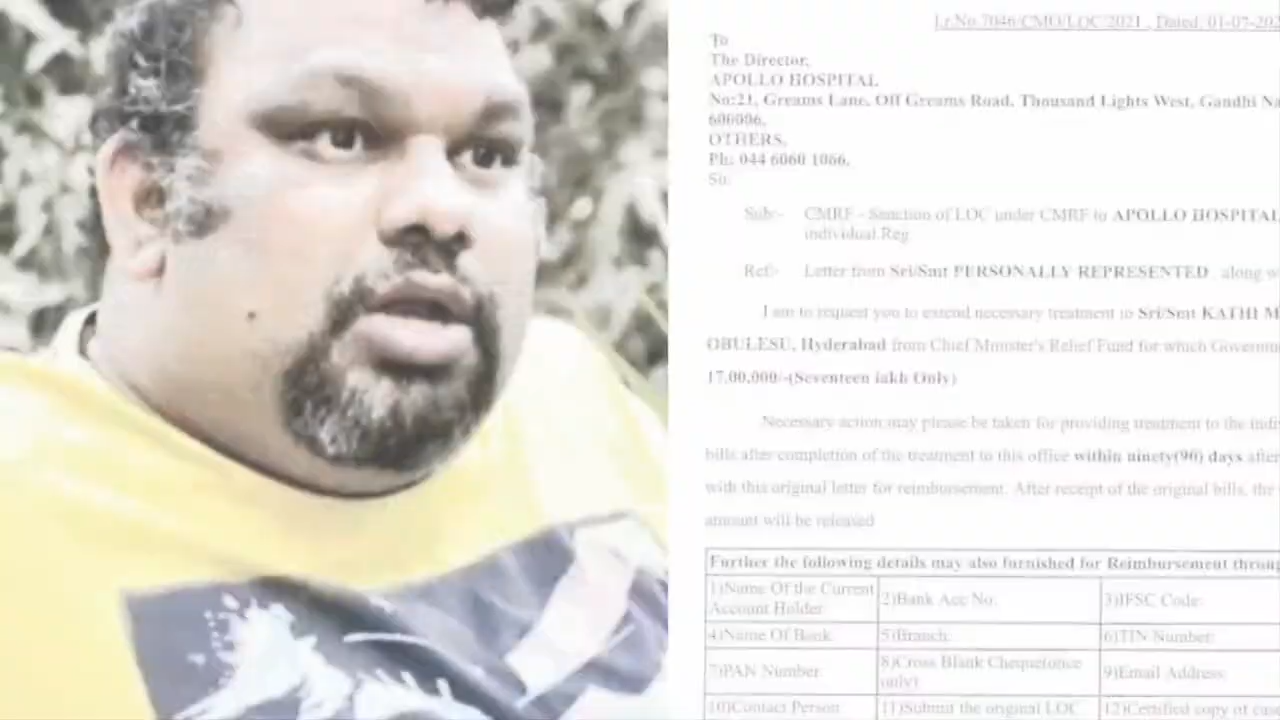 Lr.No.7046/CMO/LOC/2021 , Dated: 01-07-202
To
The Director,
APOLLO HOSPITAL
No:21, Greams Lane, Off Greams Road, Thousand Lights West, Gandhi Na
600006,
OTHERS,
Ph: 044 6060 1066.
Sir,
Sub:- CMRF - Sanction of LOC under CMRF to APOLLO HOSPITAL
individual.Reg
Ref:- Letter from Sri/Smt PERSONALLY REPRESENTED , along w
I am to request you to extend necessary treatment to Sri/Smt KATHI M
OBULESU, Hyderabad from Chief Minister's Relief Fund for which Governm
17,00,000/-(Seventeen lakh Only)
Necessary action may please be taken for providing treatment to the indi
bills after completion of the treatment to this office within ninety(90) days after
with this original letter for reimbursement. After receipt of the original bills, the
amount will be released
Further the following details may also furnished for Reimbursement throug
1)Name Of the Current Account Holder 2)Bank Acc No. 3)IFSC Code:
4)Name Of Bank 5)Branch: 6)TIN Number:
7)PAN Number 8)Cross Blank Cheque(once only) 9)Email Address:
10)Contact Person 11)Submit the original LOC 12)Certified copy of case